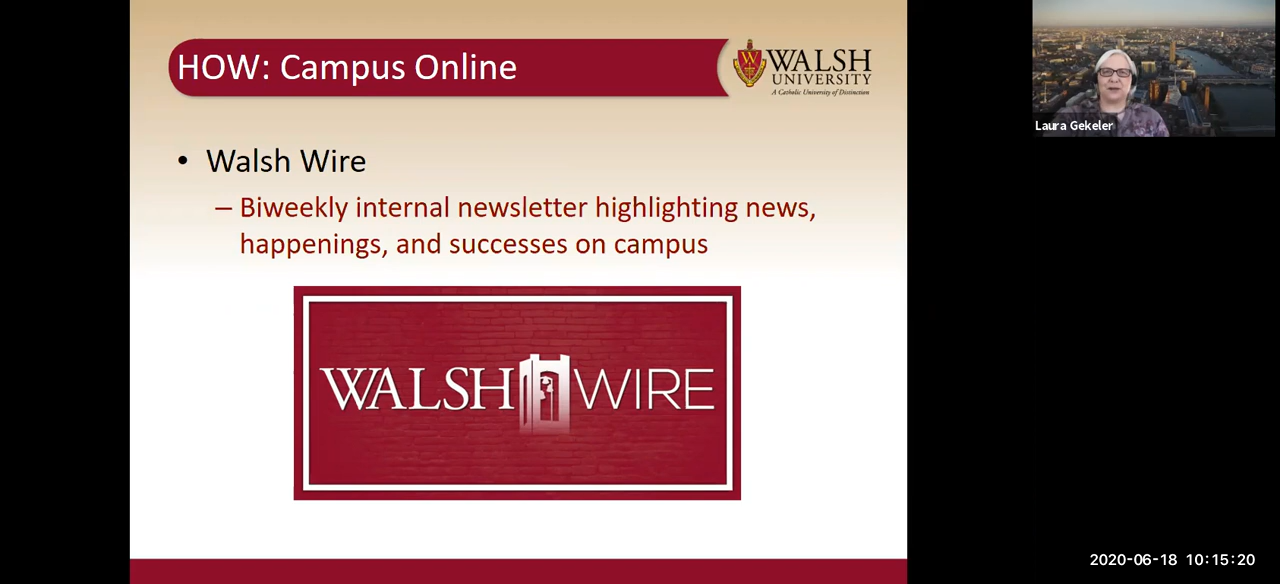 HOW: Campus Online
WALSH
UNIVERSITY
A Catholic University of Distinction
• Walsh Wire
– Biweekly internal newsletter highlighting news,
happenings, and successes on campus
WALSH WIRE
Laura Gekeler
2020-06-18 10:15:20